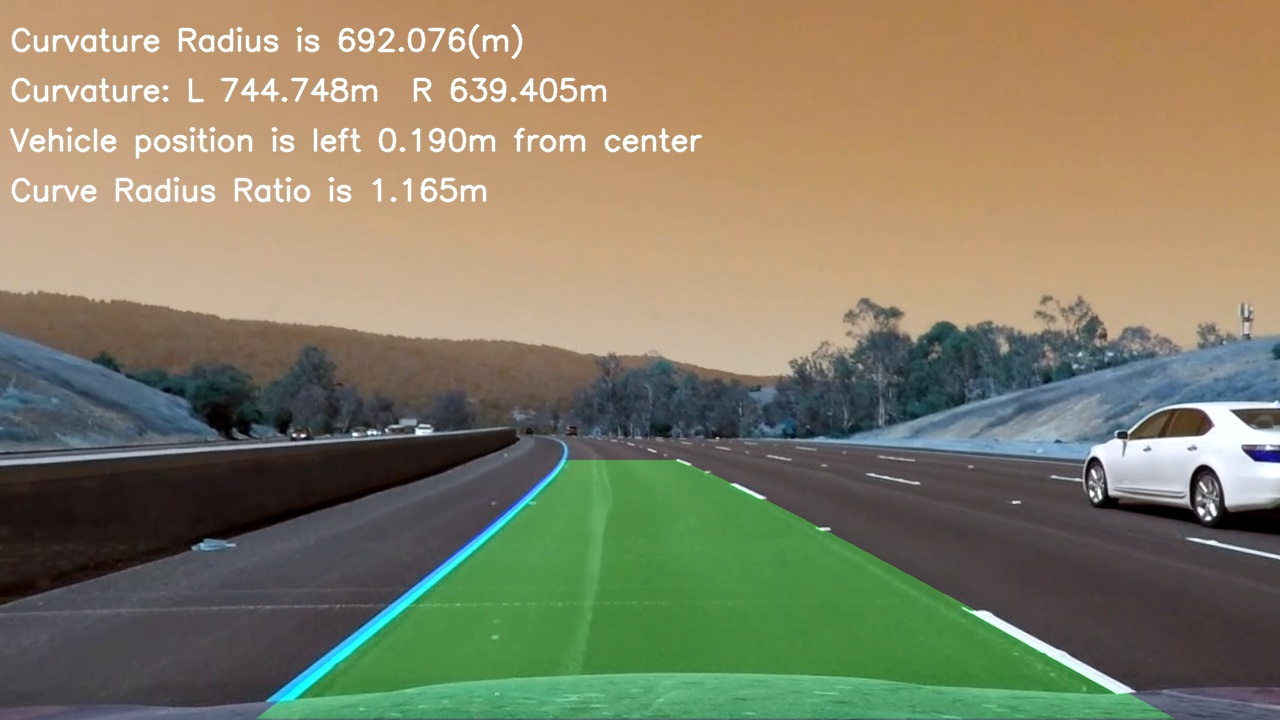 Curvature Radius is 692.076(m)
Curvature: L 744.748m R 639.405m
Vehicle position is left 0.190m from center
Curve Radius Ratio is 1.165m